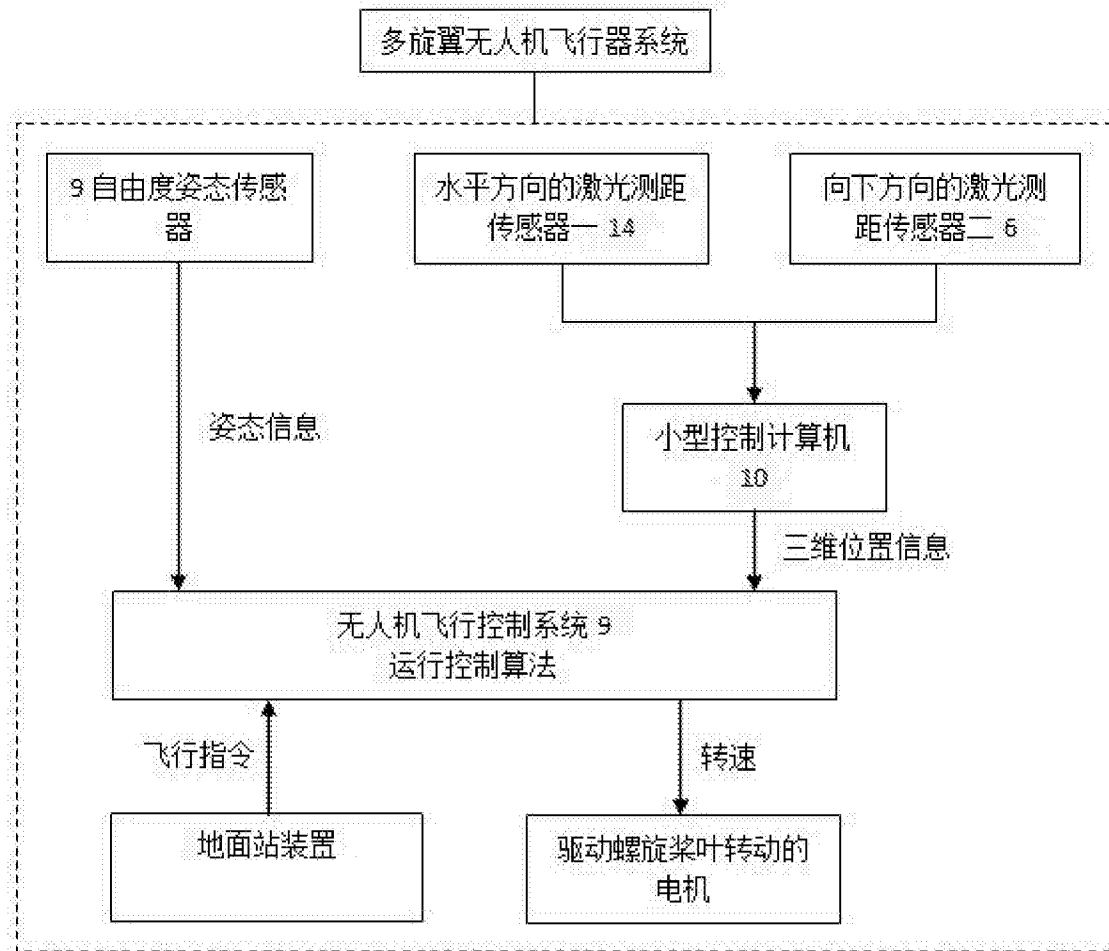 多旋翼无人机飞行器系统
9 自由度姿态传感
器
水平方向的激光测距
传感器一 14
向下方向的激光测
距传感器二 6
姿态信息
小型控制计算机
10
三维位置信息
无人机飞行控制系统 9
运行控制算法
飞行指令
转速
地面站装置
驱动螺旋桨叶转动的
电机